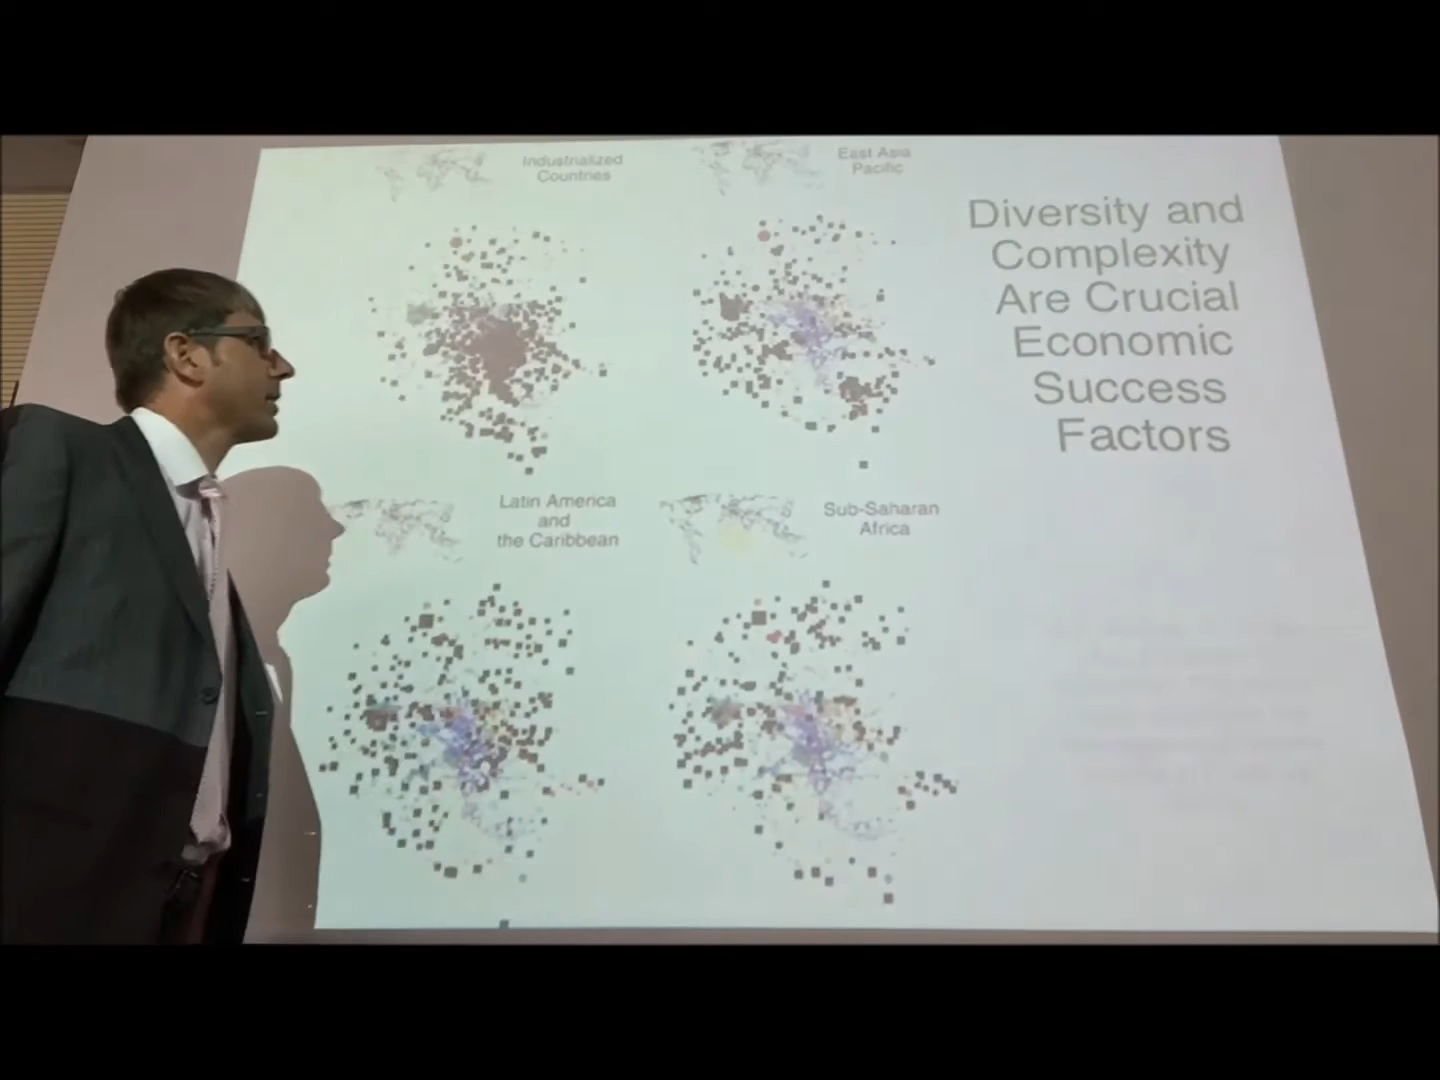 Industrialized
Countries
East Asia
Pacific
Diversity and
Complexity
Are Crucial
Economic
Success
Factors
Latin America
and
the Caribbean
Sub-Saharan
Africa